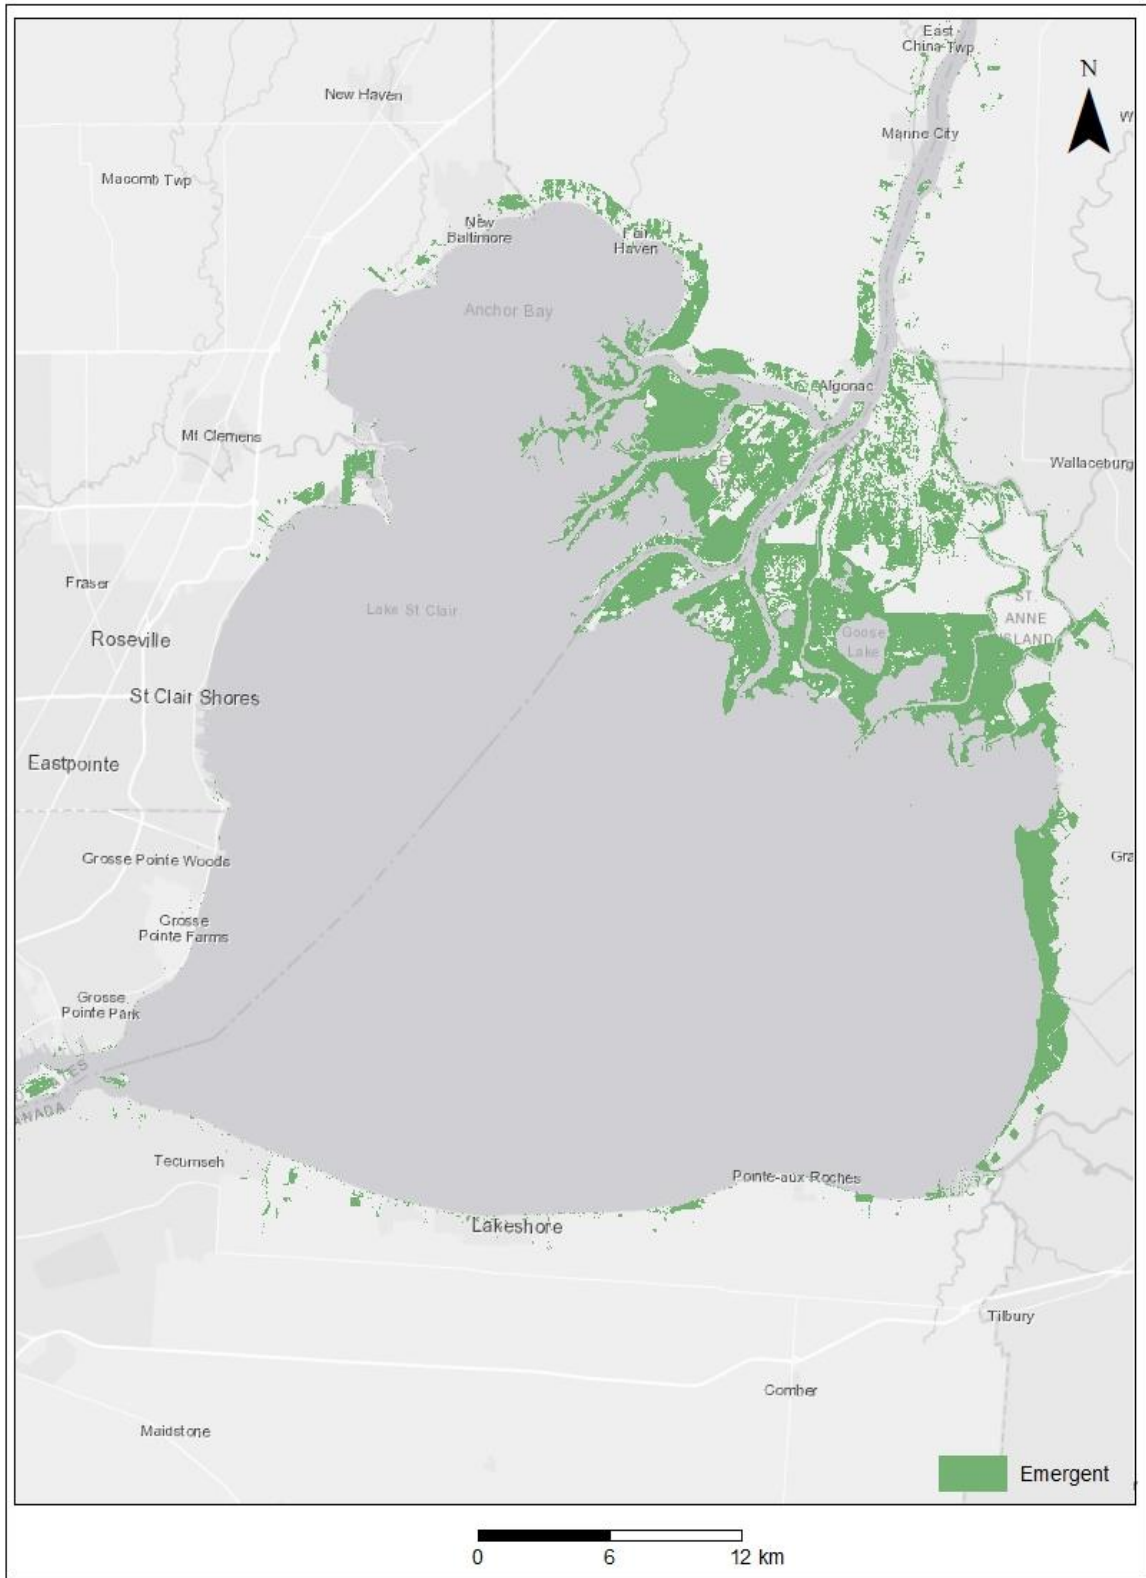 East
China Twp
N
New Haven
W
Marine City
Macomb Twp
New
Baltimore
Fair
Haven
Anchor Bay
Algonac
Mt Clemens
Wallaceburg
Fraser
Lake St Clair
ST.
ANNE
ISLAND
Goose
Lake
Roseville
St Clair Shores
Eastpointe
Grosse Pointe Woods
Gra
Grosse
Pointe Farms
Grosse
Pointe Park
ANADA
Tecumseh
Pointe-aux-Roches
Lakeshore
Tilbury
Comber
Maidstone
Emergent
0 6 12 km